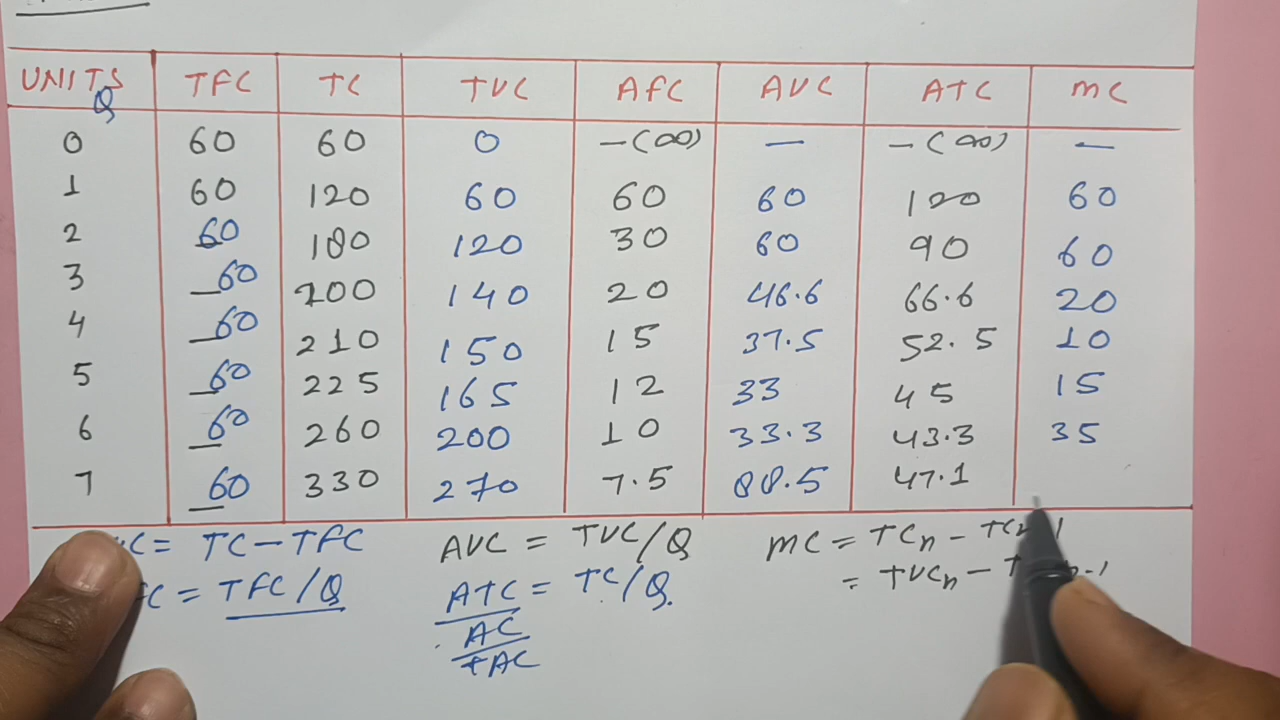 UNITS Q TFC TC TVC AFC AVC ATC MC
0 60 60 0 -(∞) — -(∞) —
1 60 120 60 60 60 120 60
2 60 180 120 30 60 90 60
3 60 200 140 20 46.6 66.6 20
4 60 210 150 15 37.5 52.5 10
5 60 225 165 12 33 45 15
6 60 260 200 10 33.3 43.3 35
7 60 330 270 7.5 88.5 47.1
= TC-TFC AVC = TVC/Q MC = TCn -
= TFC/Q ATC = TC/Q. = TVCn -
AC
TAC